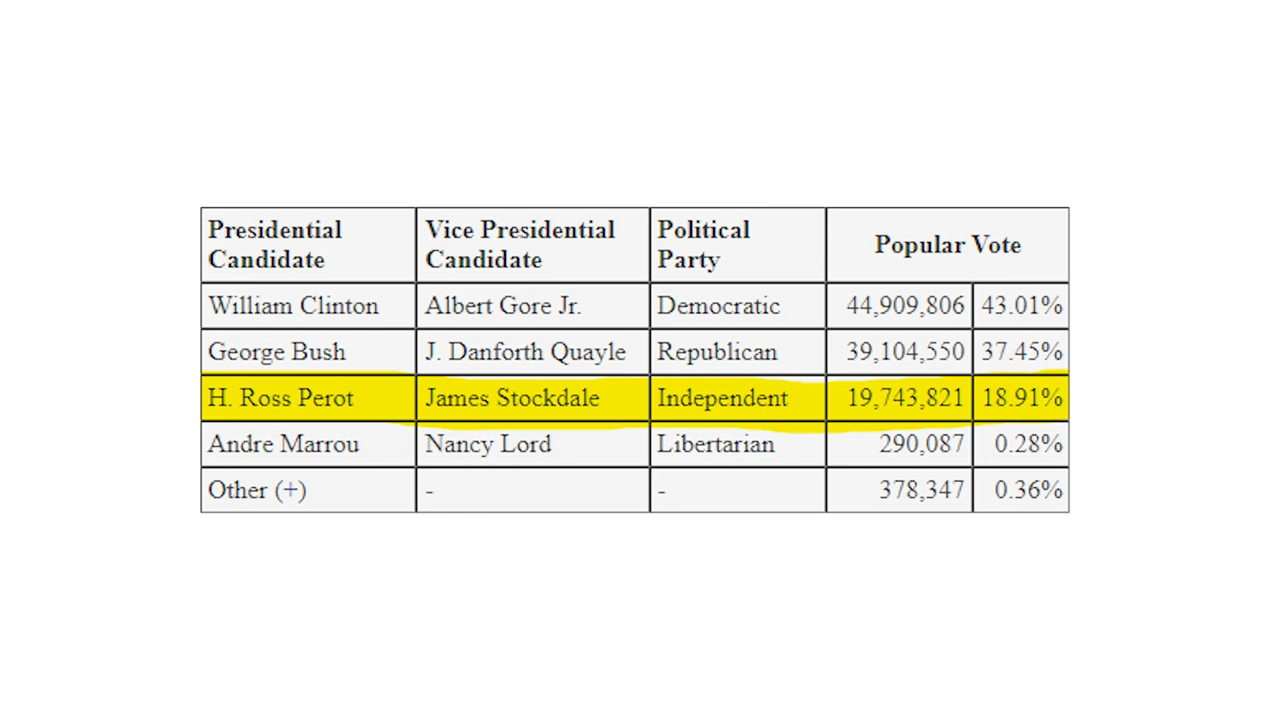 Presidential Candidate Vice Presidential Candidate Political Party Popular Vote
William Clinton Albert Gore Jr. Democratic 44,909,806 43.01%
George Bush J. Danforth Quayle Republican 39,104,550 37.45%
H. Ross Perot James Stockdale Independent 19,743,821 18.91%
Andre Marrou Nancy Lord Libertarian 290,087 0.28%
Other (+) - - 378,347 0.36%